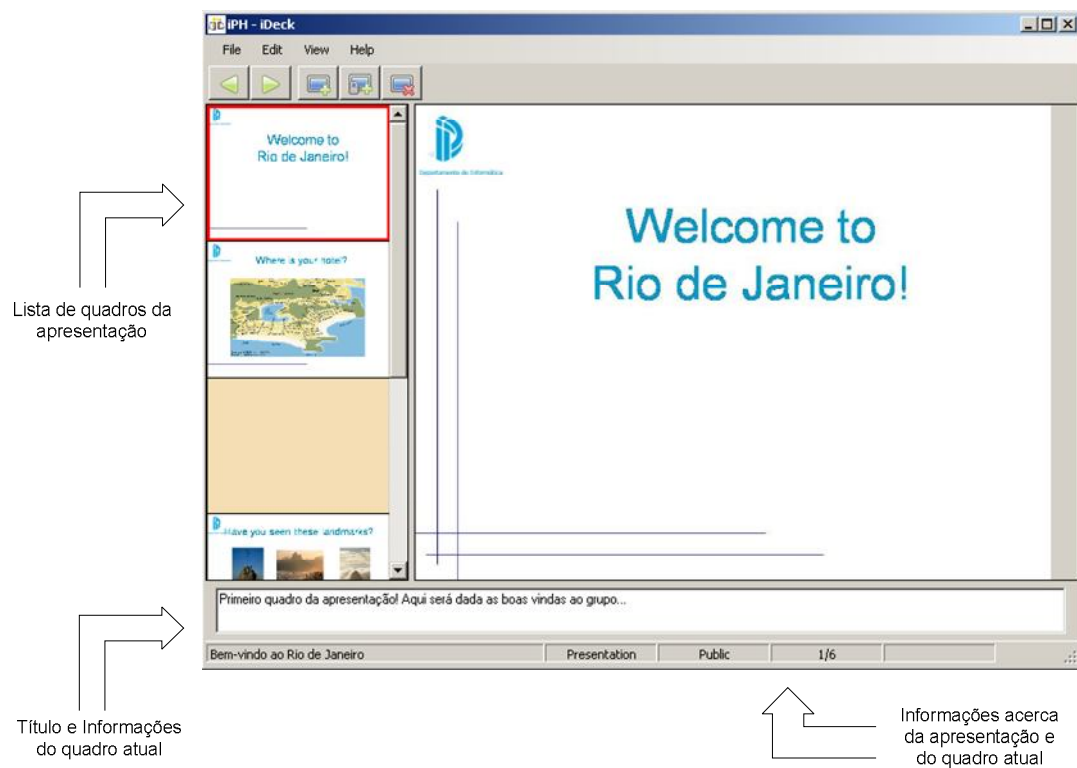 iPH - iDeck
File Edit View Help
Welcome to
Rio de Janeiro!
Where is your hotel?
Have you seen these landmarks?
Departamento de Informática
Welcome to
Rio de Janeiro!
Primeiro quadro da apresentação! Aqui será dada as boas vindas ao grupo...
Bem-vindo ao Rio de Janeiro Presentation Public 1/6
Lista de quadros da
apresentação
Título e Informações
do quadro atual
Informações acerca
da apresentação e
do quadro atual